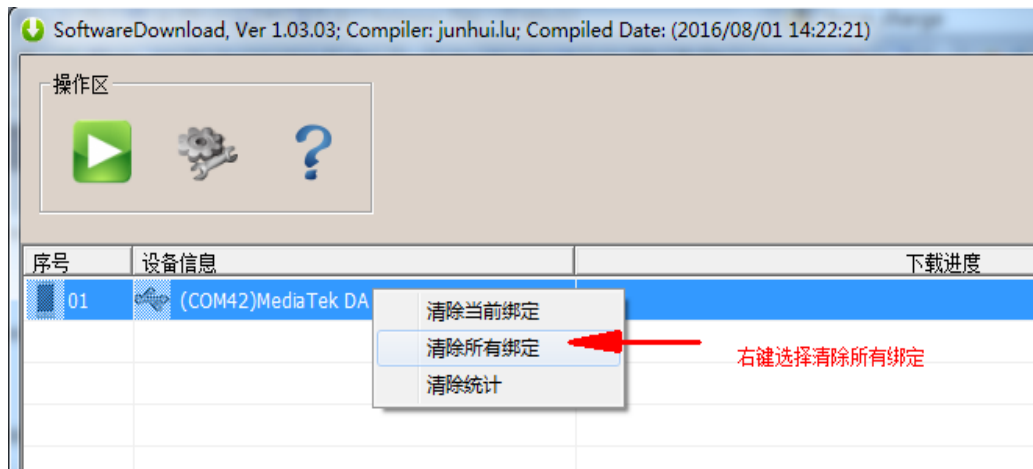 SoftwareDownload, Ver 1.03.03; Compiler: junhui.lu; Compiled Date: (2016/08/01 14:22:21)
操作区
序号 设备信息 下载进度
01 (COM42)MediaTek DA
清除当前绑定
清除所有绑定
右键选择清除所有绑定
清除统计